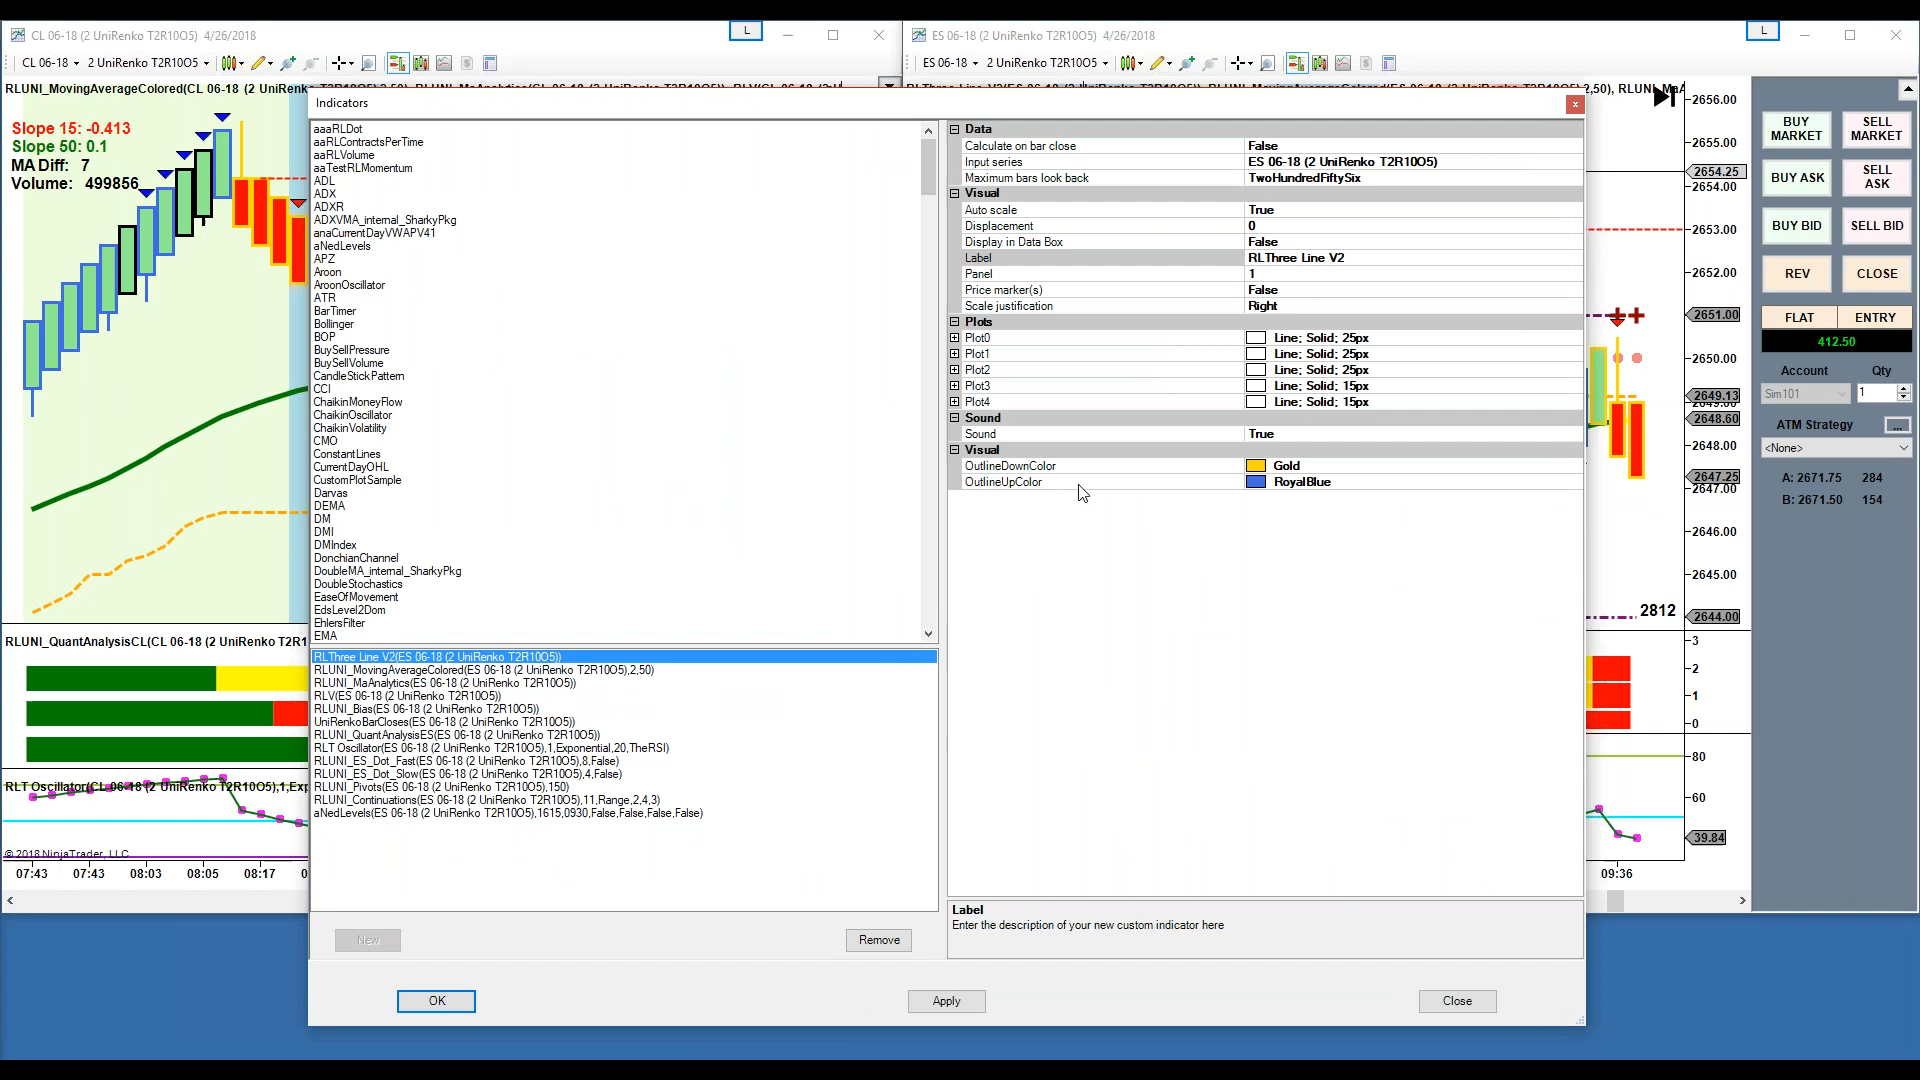 CL 06-18 (2 UniRenko T2R10O5)  4/26/2018
L
ES 06-18 (2 UniRenko T2R10O5)  4/26/2018
L
CL 06-18
2 UniRenko T2R10O5)
ES 06-18
2 UniRenko T2R10O5)
Slope 15: -0.413
Slope 50: 0.1
MA Diff:  7
Volume:  499856
Indicators
aaaRLDot
aaRLContractsPerTime
aaRLVolume
aaTestRLMomentum
ADL
ADX
ADXR
ADXVMA_internal_SharkyPkg
anaCurrentDayVWAPV41
aNedLevels
APZ
Aroon
AroonOscillator
ATR
BarTimer
Bollinger
BOP
BuySellPressure
BuySellVolume
CandleStickPattern
CCI
ChaikinMoneyFlow
ChaikinOscillator
ChaikinVolatility
CMO
ConstantLines
CurrentDayOHL
CustomPlotSample
Darvas
DEMA
DM
DMI
DMIndex
DonchianChannel
DoubleMA_internal_SharkyPkg
DoubleStochastics
EaseOfMovement
EdsLevel2Dom
EhlersFilter
EMA
RLThree Line V2(ES 06-18 (2 UniRenko T2R10O5))
RLUNI_MovingAverageColored(ES 06-18 (2 UniRenko T2R10O5),2,50)
RLUNI_MaAnalytics(ES 06-18 (2 UniRenko T2R10O5))
RLV(ES 06-18 (2 UniRenko T2R10O5))
RLUNI_Bias(ES 06-18 (2 UniRenko T2R10O5))
UniRenkoBarCloses(ES 06-18 (2 UniRenko T2R10O5))
RLUNI_QuantAnalysisES(ES 06-18 (2 UniRenko T2R10O5))
RLT Oscillator(ES 06-18 (2 UniRenko T2R10O5),1,Exponential,20,TheRSI)
RLUNI_ES_Dot_Fast(ES 06-18 (2 UniRenko T2R10O5),8,False)
RLUNI_ES_Dot_Slow(ES 06-18 (2 UniRenko T2R10O5),4,False)
RLUNI_Pivots(ES 06-18 (2 UniRenko T2R10O5),150)
RLUNI_Continuations(ES 06-18 (2 UniRenko T2R10O5),11,Range,2,4,3)
aNedLevels(ES 06-18 (2 UniRenko T2R10O5),1615,0930,False,False,False,False)
New
Remove
OK
Apply
Close
Data
Calculate on bar close  False
Input series  ES 06-18 (2 UniRenko T2R10O5)
Maximum bars look back  TwoHundredFiftySix
Visual
Auto scale  True
Displacement  0
Display in Data Box  False
Label  RLThree Line V2
Panel  1
Price marker(s)  False
Scale justification  Right
Plots
Plot0  Line; Solid; 25px
Plot1  Line; Solid; 25px
Plot2  Line; Solid; 25px
Plot3  Line; Solid; 15px
Plot4  Line; Solid; 15px
Sound
Sound  True
Visual
OutlineDownColor  Gold
OutlineUpColor  RoyalBlue
Label
Enter the description of your new custom indicator here
RLUNI_QuantAnalysisCL(CL 06-18 (2 UniRenko T2R1
RLT Oscillator(CL 06-18 (2 UniRenko T2R10O5),1,Exp
© 2018 NinjaTrader, LLC
07:43
07:43
08:03
08:05
08:17
09:36
2656.00
2655.00
2654.25
2654.00
2653.00
2652.00
2651.00
2650.00
2649.13
2648.60
2648.00
2647.25
2647.00
2646.00
2645.00
2812
2644.00
3
2
1
0
80
60
39.84
BUY MARKET
SELL MARKET
BUY ASK
SELL ASK
BUY BID
SELL BID
REV
CLOSE
FLAT
ENTRY
412.50
Account
Qty
Sim101
1
ATM Strategy
...
<None>
A: 2671.75  284
B: 2671.50  154